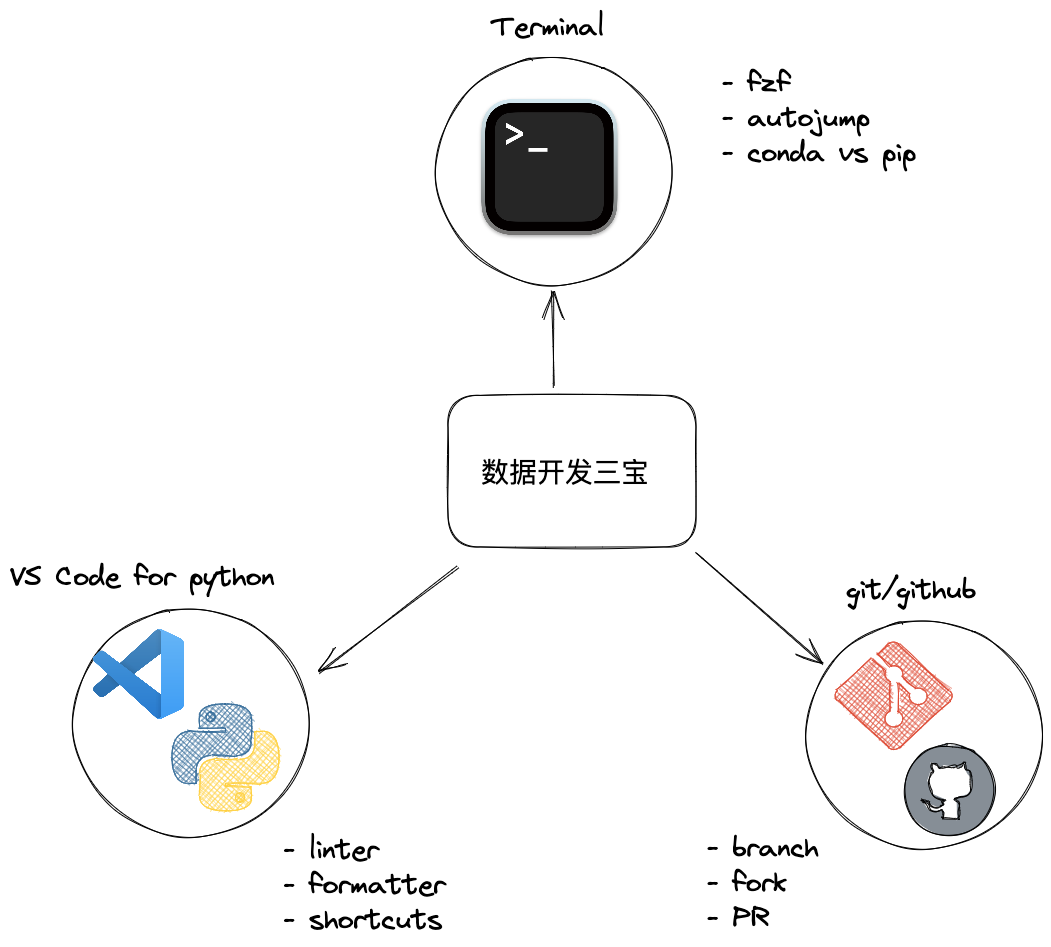 Terminal
- fzf
- autojump
- conda vs pip
>_
数据开发三宝
VS Code for python
- linter
- formatter
- shortcuts
git/github
- branch
- fork
- PR